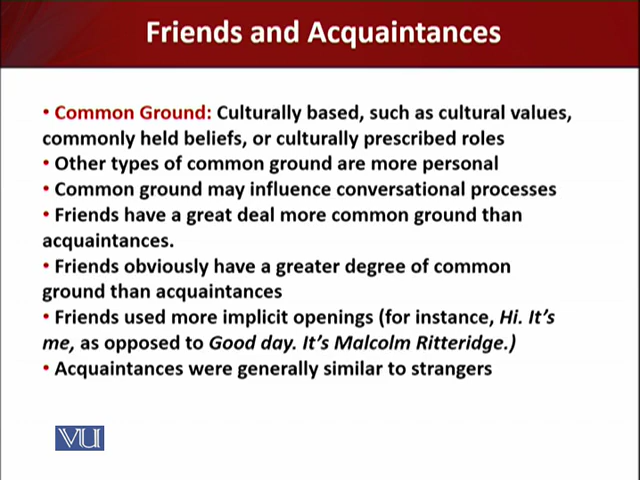 Friends and Acquaintances
• Common Ground: Culturally based, such as cultural values,
commonly held beliefs, or culturally prescribed roles
• Other types of common ground are more personal
• Common ground may influence conversational processes
• Friends have a great deal more common ground than
acquaintances.
• Friends obviously have a greater degree of common
ground than acquaintances
• Friends used more implicit openings (for instance, Hi. It’s
me, as opposed to Good day. It’s Malcolm Ritteridge.)
• Acquaintances were generally similar to strangers
VU